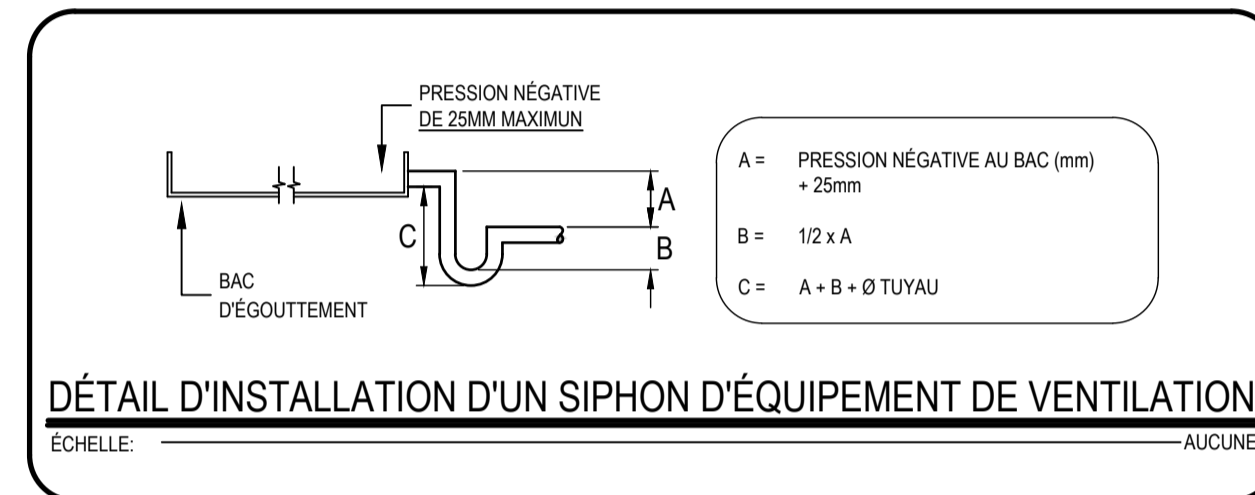 PRESSION NÉGATIVE
DE 25MM MAXIMUN
A
C
B
BAC
D'ÉGOUTTEMENT
A = PRESSION NÉGATIVE AU BAC (mm)
+ 25mm
B = 1/2 x A
C = A + B + Ø TUYAU
DÉTAIL D'INSTALLATION D'UN SIPHON D'ÉQUIPEMENT DE VENTILATION
ÉCHELLE: AUCUNE